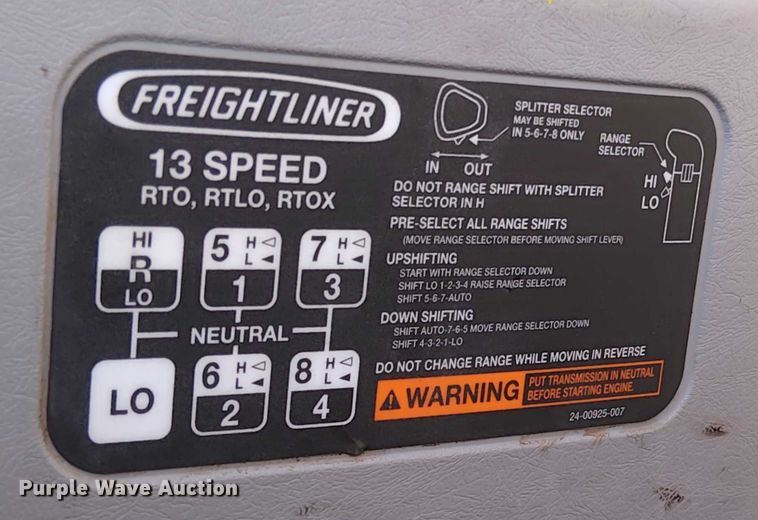 FREIGHTLINER
13 SPEED
RTO, RTLO, RTOX
HI
R
LO
5 H
L
1
7 H
L
3
NEUTRAL
LO
6 H
L
2
8 H
L
4
SPLITTER SELECTOR
MAY BE SHIFTED
IN 5-6-7-8 ONLY
IN OUT
RANGE
SELECTOR
HI
LO
DO NOT RANGE SHIFT WITH SPLITTER
SELECTOR IN H
PRE-SELECT ALL RANGE SHIFTS
(MOVE RANGE SELECTOR BEFORE MOVING SHIFT LEVER)
UPSHIFTING
START WITH RANGE SELECTOR DOWN
SHIFT LO 1-2-3-4 RAISE RANGE SELECTOR
SHIFT 5-6-7-AUTO
DOWN SHIFTING
SHIFT AUTO-7-6-5 MOVE RANGE SELECTOR DOWN
SHIFT 4-3-2-1-LO
DO NOT CHANGE RANGE WHILE MOVING IN REVERSE
WARNING
PUT TRANSMISSION IN NEUTRAL
BEFORE STARTING ENGINE.
24-00925-007
Purple Wave Auction